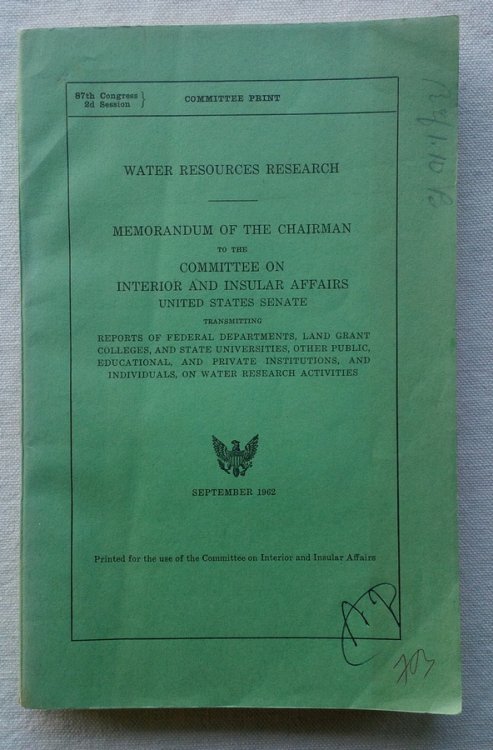 87th Congress
2d Session
COMMITTEE PRINT
WATER RESOURCES RESEARCH
MEMORANDUM OF THE CHAIRMAN
TO THE
COMMITTEE ON
INTERIOR AND INSULAR AFFAIRS
UNITED STATES SENATE
TRANSMITTING
REPORTS OF FEDERAL DEPARTMENTS, LAND GRANT
COLLEGES, AND STATE UNIVERSITIES, OTHER PUBLIC,
EDUCATIONAL, AND PRIVATE INSTITUTIONS, AND
INDIVIDUALS, ON WATER RESEARCH ACTIVITIES
SEPTEMBER 1962
Printed for the use of the Committee on Interior and Insular Affairs
703